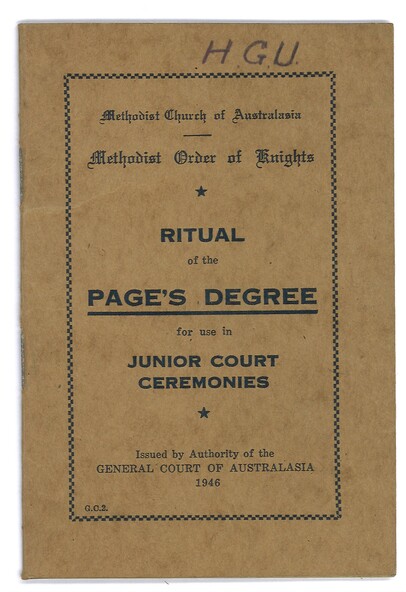 H.G.U.
Methodist Church of Australasia
Methodist Order of Knights
RITUAL
of the
PAGE'S DEGREE
for use in
JUNIOR COURT
CEREMONIES
Issued by Authority of the
GENERAL COURT OF AUSTRALASIA
1946
G.C.2.